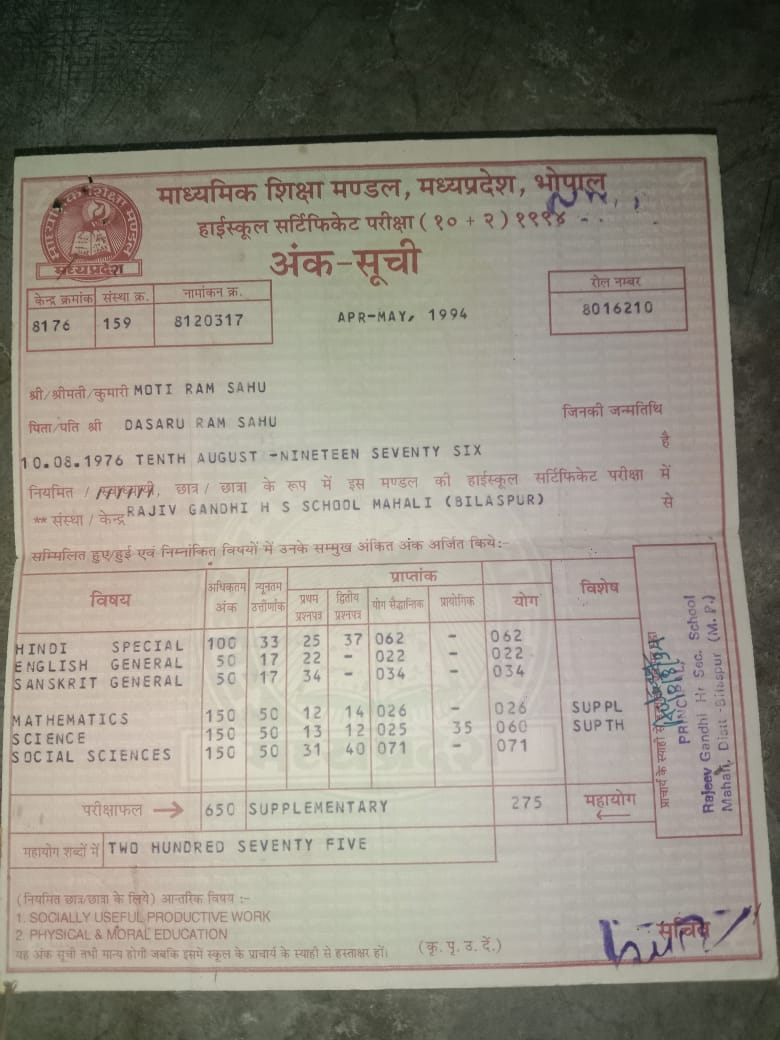 माध्यमिक शिक्षा मण्डल, मध्यप्रदेश, भोपाल
हाईस्कूल सर्टिफिकेट परीक्षा ( १० + २ ) १९९४
अंक-सूची
मध्यप्रदेश
केन्द्र क्रमांक संस्था क्र. नामांकन क्र.
8176 159 8120317
APR-MAY, 1994
रोल नम्बर
8016210
श्री/श्रीमती/कुमारी MOTI RAM SAHU
पिता/पति श्री DASARU RAM SAHU जिनकी जन्मतिथि
10.08.1976 TENTH AUGUST -NINETEEN SEVENTY SIX है
नियमित / छात्र / छात्रा के रूप में इस मण्डल की हाईस्कूल सर्टिफिकेट परीक्षा में
** संस्था / केन्द्र RAJIV GANDHI H S SCHOOL MAHALI (BILASPUR) से
सम्मिलित हुए/हुई एवं निम्नांकित विषयों में उनके सम्मुख अंकित अंक अर्जित किये:-
विषय अधिकतम अंक न्यूनतम उत्तीर्णांक प्राप्तांक विशेष
प्रथम प्रश्नपत्र द्वितीय प्रश्नपत्र योग सैद्धान्तिक प्रायोगिक योग
HINDI SPECIAL 100 33 25 37 062 - 062
ENGLISH GENERAL 50 17 22 - 022 - 022
SANSKRIT GENERAL 50 17 34 - 034 - 034
MATHEMATICS 150 50 12 14 026 - 026 SUPPL
SCIENCE 150 50 13 12 025 35 060 SUPTH
SOCIAL SCIENCES 150 50 31 40 071 - 071
परीक्षाफल → 650 SUPPLEMENTARY 275 महायोग ←
महायोग शब्दों में TWO HUNDRED SEVENTY FIVE
प्राचार्य के स्याही से
PRINCIPAL
Rajeev Gandhi Hr Sec. School
Mahali, Distt-Bilaspur (M. P.)
(नियमित छात्र/छात्रा के लिये) आन्तरिक विषय :-
1. SOCIALLY USEFUL PRODUCTIVE WORK
2. PHYSICAL & MORAL EDUCATION
यह अंक सूची तभी मान्य होगी जबकि इसमें स्कूल के प्राचार्य के स्याही से हस्ताक्षर हों। (कृ. पृ. उ. दें.)
सचिव